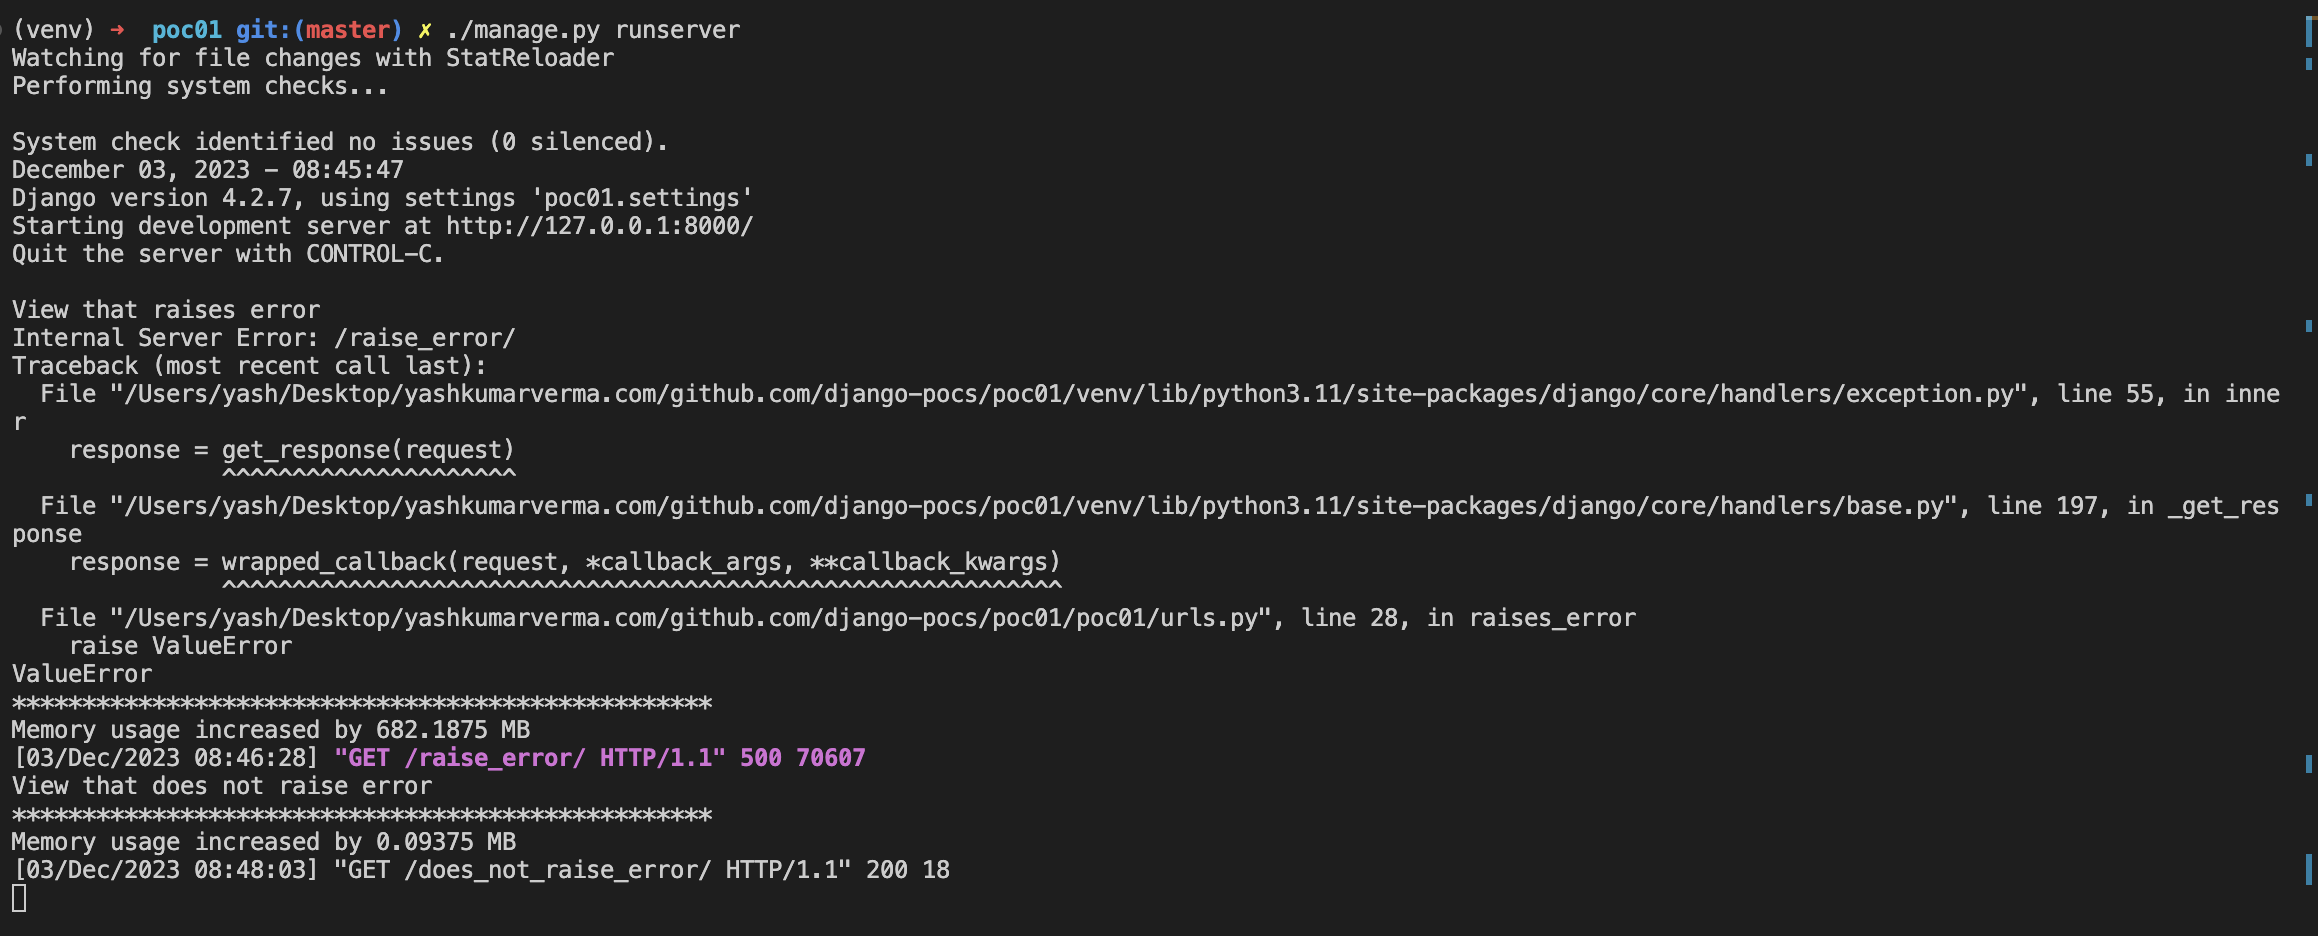 (venv) ➜  poc01 git:(master) ✗ ./manage.py runserver
Watching for file changes with StatReloader
Performing system checks...

System check identified no issues (0 silenced).
December 03, 2023 - 08:45:47
Django version 4.2.7, using settings 'poc01.settings'
Starting development server at http://127.0.0.1:8000/
Quit the server with CONTROL-C.

View that raises error
Internal Server Error: /raise_error/
Traceback (most recent call last):
  File "/Users/yash/Desktop/yashkumarverma.com/github.com/django-pocs/poc01/venv/lib/python3.11/site-packages/django/core/handlers/exception.py", line 55, in inne
r
    response = get_response(request)
               ^^^^^^^^^^^^^^^^^^^^^
  File "/Users/yash/Desktop/yashkumarverma.com/github.com/django-pocs/poc01/venv/lib/python3.11/site-packages/django/core/handlers/base.py", line 197, in _get_res
ponse
    response = wrapped_callback(request, *callback_args, **callback_kwargs)
               ^^^^^^^^^^^^^^^^^^^^^^^^^^^^^^^^^^^^^^^^^^^^^^^^^^^^^^^^^^^^
  File "/Users/yash/Desktop/yashkumarverma.com/github.com/django-pocs/poc01/poc01/urls.py", line 28, in raises_error
    raise ValueError
ValueError
**************************************************
Memory usage increased by 682.1875 MB
[03/Dec/2023 08:46:28] "GET /raise_error/ HTTP/1.1" 500 70607
View that does not raise error
**************************************************
Memory usage increased by 0.09375 MB
[03/Dec/2023 08:48:03] "GET /does_not_raise_error/ HTTP/1.1" 200 18